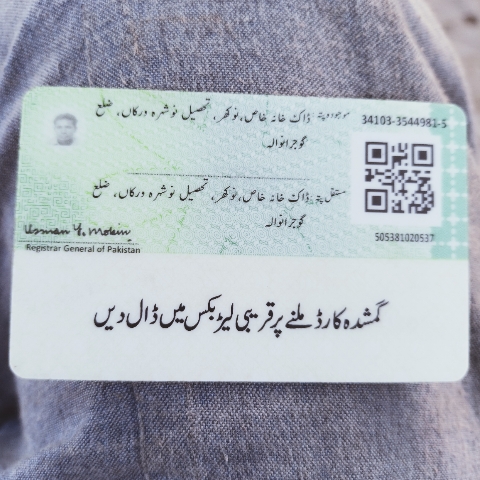 موجودہ پتہ: ڈاک خانہ خاص، نوکھر، تحصیل نوشہرہ ورکاں، ضلع
گوجرانوالہ
34103-3544981-5
مستقل پتہ: ڈاک خانہ خاص، نوکھر، تحصیل نوشہرہ ورکاں، ضلع
گوجرانوالہ
505381020537
Usman Y. Mobin
Registrar General of Pakistan
گمشدہ کارڈ ملنے پر قریبی لیٹر بکس میں ڈال دیں